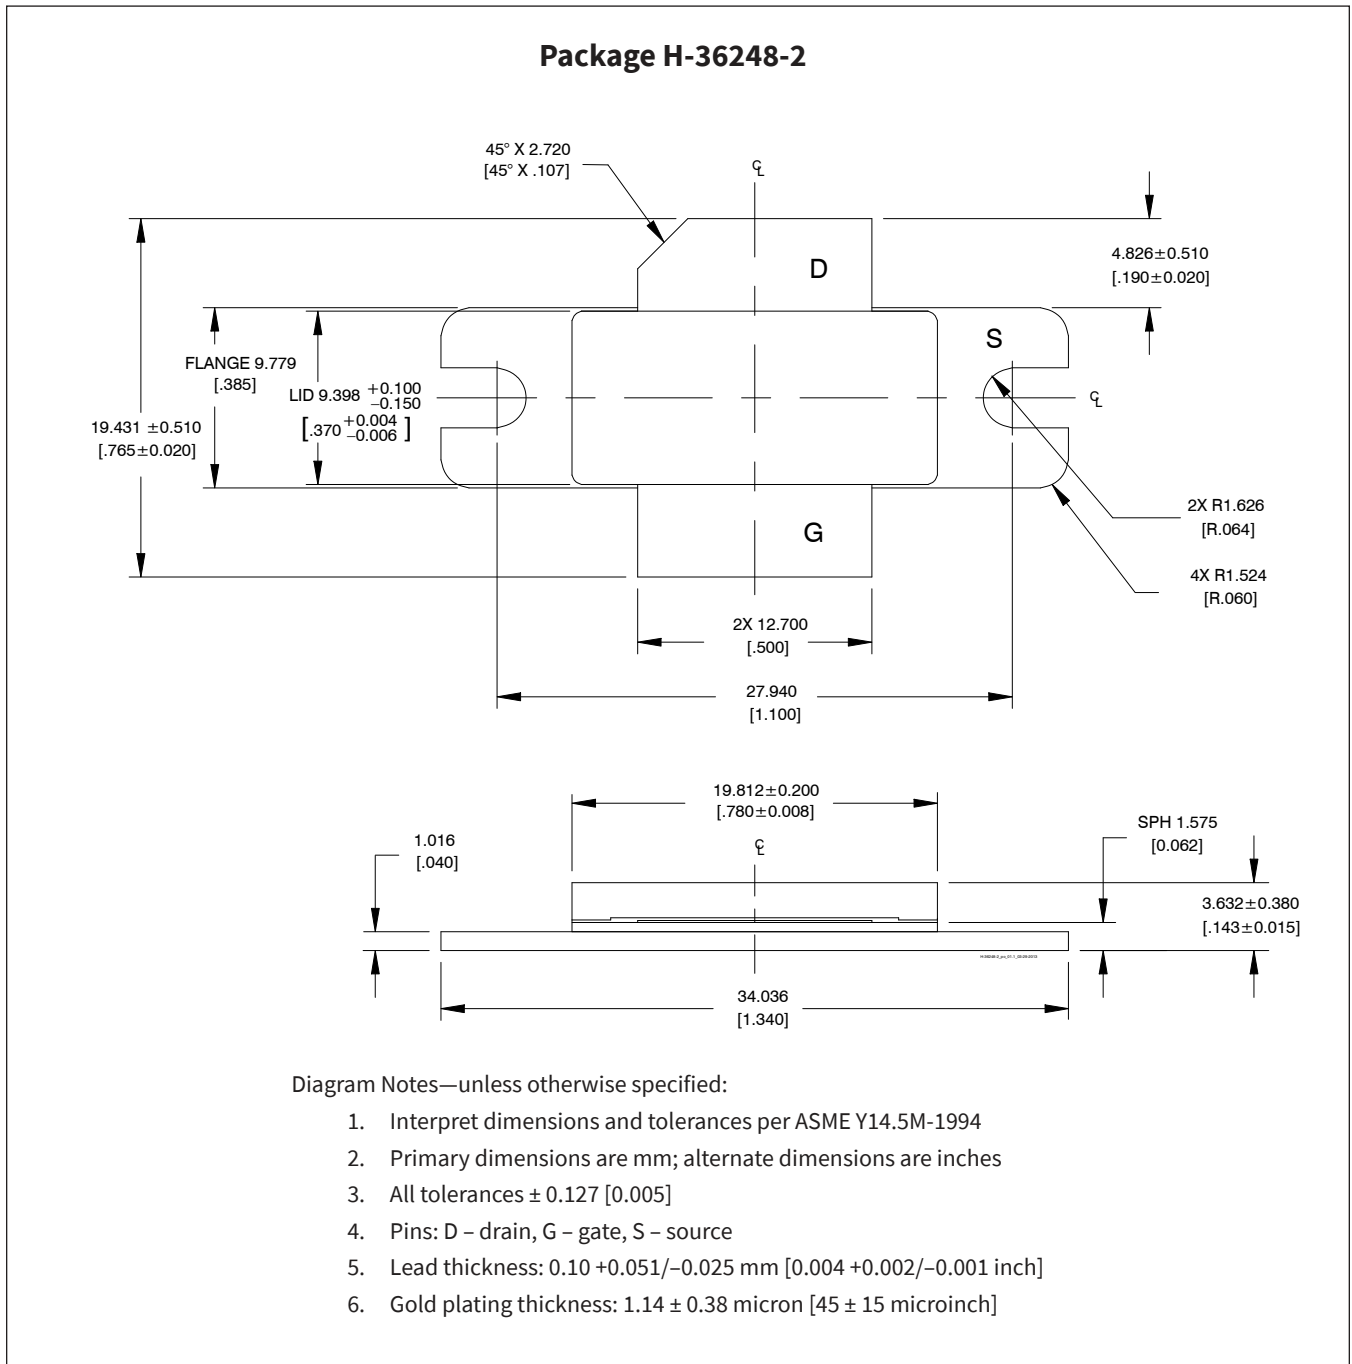 Package H-36248-2
45° X 2.720
[45° X .107]
℄
D
4.826±0.510
[.190±0.020]
S
FLANGE 9.779
[.385]
LID 9.398 +0.100
–0.150
[.370 +0.004
–0.006 ]
℄
19.431 ±0.510
[.765±0.020]
2X R1.626
[R.064]
G
4X R1.524
[R.060]
2X 12.700
[.500]
27.940
[1.100]
19.812±0.200
[.780±0.008]
SPH 1.575
[0.062]
1.016
[.040]
℄
3.632±0.380
[.143±0.015]
34.036
[1.340]
Diagram Notes—unless otherwise specified:
1. Interpret dimensions and tolerances per ASME Y14.5M-1994
2. Primary dimensions are mm; alternate dimensions are inches
3. All tolerances ± 0.127 [0.005]
4. Pins: D – drain, G – gate, S – source
5. Lead thickness: 0.10 +0.051/–0.025 mm [0.004 +0.002/–0.001 inch]
6. Gold plating thickness: 1.14 ± 0.38 micron [45 ± 15 microinch]